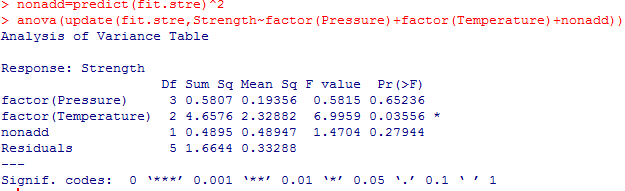 > nonadd=predict(fit.stre)^2
> anova(update(fit.stre,Strength~factor(Pressure)+factor(Temperature)+nonadd))
Analysis of Variance Table
Response: Strength
Df Sum Sq Mean Sq F value Pr(>F)
factor(Pressure) 3 0.5807 0.19356 0.5815 0.65236
factor(Temperature) 2 4.6576 2.32882 6.9959 0.03556 *
nonadd 1 0.4895 0.48947 1.4704 0.27944
Residuals 5 1.6644 0.33288
---
Signif. codes: 0 ‘***’ 0.001 ‘**’ 0.01 ‘*’ 0.05 ‘.’ 0.1 ‘ ’ 1